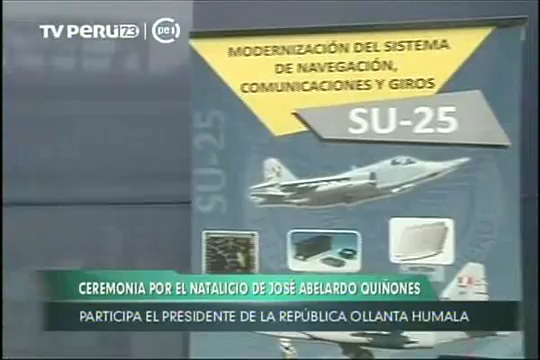 TV PERÚ 7.3
MODERNIZACIÓN DEL SISTEMA
DE NAVEGACIÓN,
COMUNICACIONES Y GIROS
SU-25
SU-25
CEREMONIA POR EL NATALICIO DE JOSÉ ABELARDO QUIÑONES
PARTICIPA EL PRESIDENTE DE LA REPÚBLICA OLLANTA HUMALA